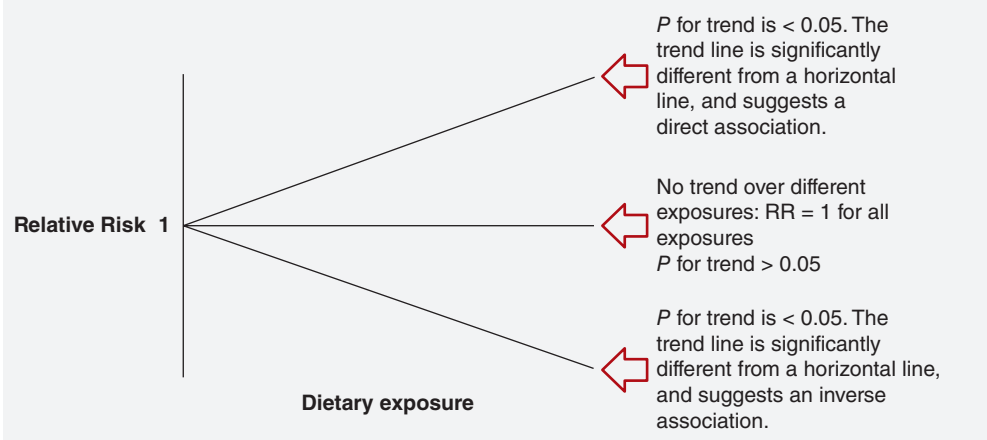 P for trend is < 0.05. The
trend line is significantly
different from a horizontal
line, and suggests a
direct association.
No trend over different
exposures: RR = 1 for all
exposures
P for trend > 0.05
Relative Risk 1
P for trend is < 0.05. The
trend line is significantly
different from a horizontal line,
and suggests an inverse
association.
Dietary exposure